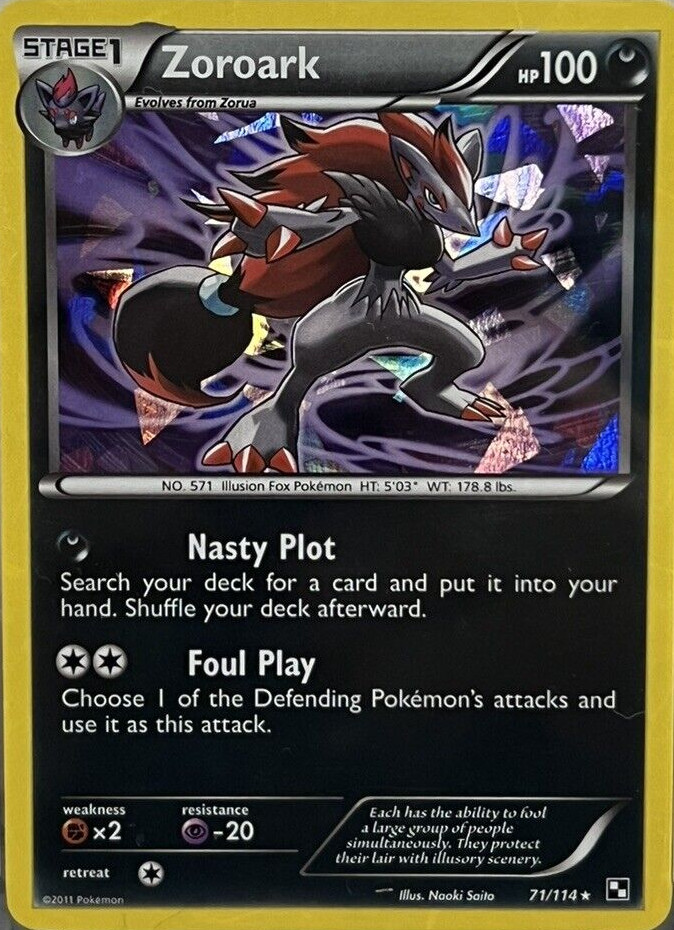 STAGE1
Zoroark
HP100
Evolves from Zorua
NO. 571 Illusion Fox Pokémon HT: 5'03" WT: 178.8 lbs.
Nasty Plot
Search your deck for a card and put it into your
hand. Shuffle your deck afterward.
Foul Play
Choose 1 of the Defending Pokémon's attacks and
use it as this attack.
weakness
×2
resistance
-20
retreat
Each has the ability to fool
a large group of people
simultaneously. They protect
their lair with illusory scenery.
©2011 Pokémon
Illus. Naoki Saito
71/114 ★